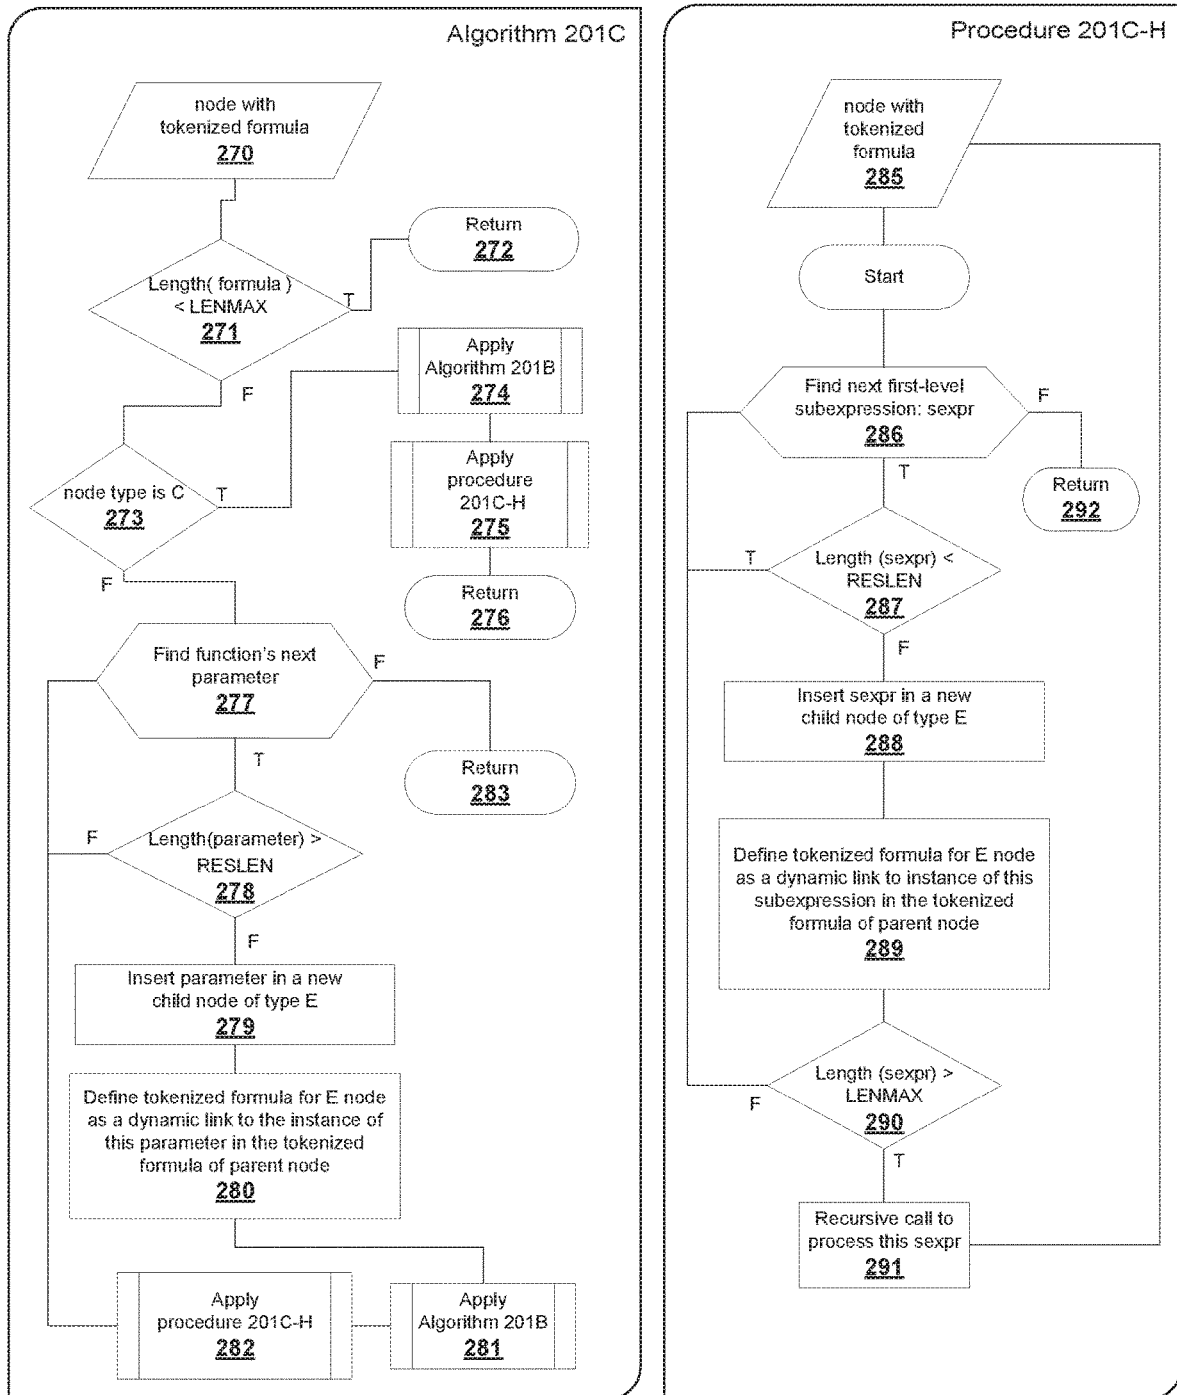 Algorithm 201C
node with
tokenized formula
270
Length( formula )
< LENMAX
271
T
Return
272
F
node type is C
273
T
Apply
Algorithm 201B
274
Apply
procedure
201C-H
275
Return
276
F
Find function's next
parameter
277
F
Return
283
T
Length(parameter) >
RESLEN
278
F
F
Insert parameter in a new
child node of type E
279
Define tokenized formula for E node
as a dynamic link to the instance of
this parameter in the tokenized
formula of parent node
280
Apply
procedure 201C-H
282
Apply
Algorithm 201B
281
Procedure 201C-H
node with
tokenized
formula
285
Start
Find next first-level
subexpression: sexpr
286
F
Return
292
T
Length (sexpr) <
RESLEN
287
T
F
Insert sexpr in a new
child node of type E
288
Define tokenized formula for E node
as a dynamic link to instance of this
subexpression in the tokenized
formula of parent node
289
Length (sexpr) >
LENMAX
290
F
T
Recursive call to
process this sexpr
291